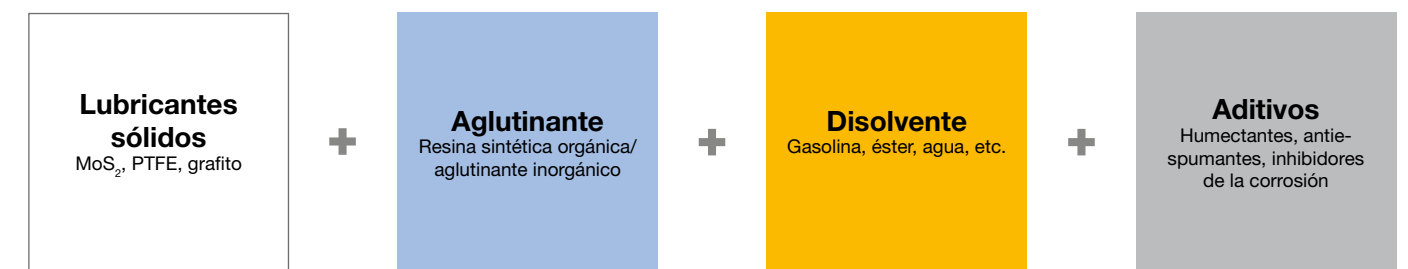 Lubricantes
sólidos
MoS₂, PTFE, grafito
+
Aglutinante
Resina sintética orgánica/
aglutinante inorgánico
+
Disolvente
Gasolina, éster, agua, etc.
+
Aditivos
Humectantes, antie-
spumantes, inhibidores
de la corrosión